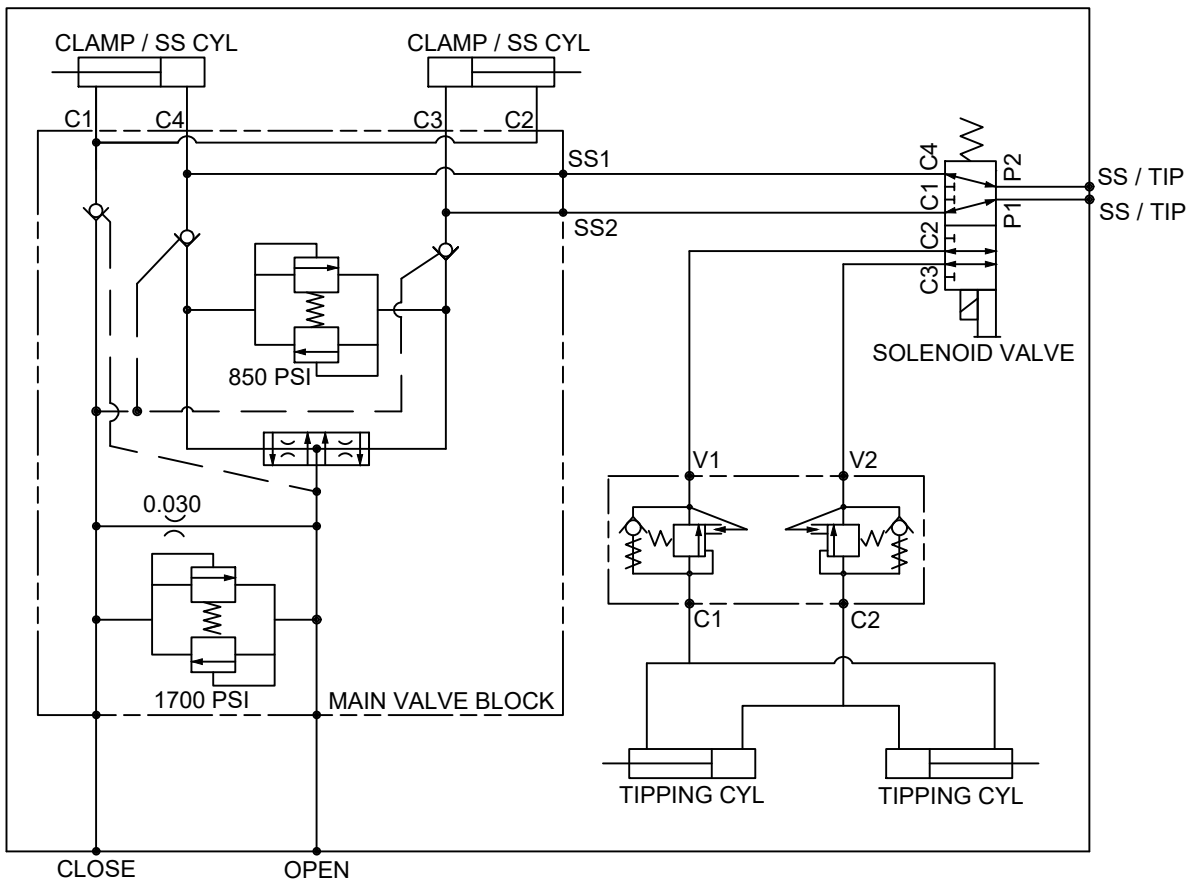 CLAMP / SS CYL
CLAMP / SS CYL
C1
C4
C3
C2
SS1
SS2
C4
C1
C2
C3
P2
P1
SS / TIP
SS / TIP
SOLENOID VALVE
850 PSI
0.030
1700 PSI
MAIN VALVE BLOCK
V1
V2
C1
C2
TIPPING CYL
TIPPING CYL
CLOSE
OPEN